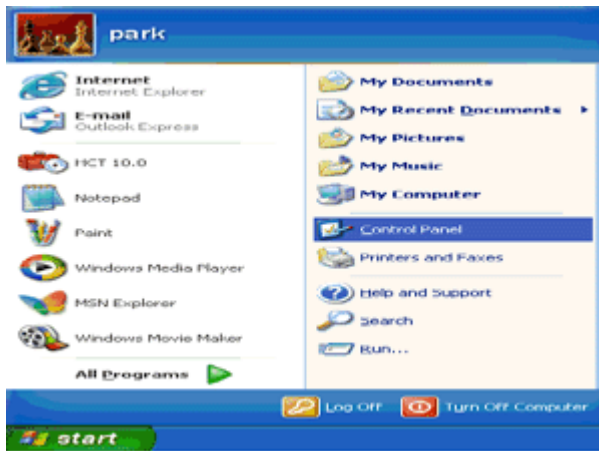 park
Internet
Internet Explorer
E-mail
Outlook Express
HCT 10.0
Notepad
Paint
Windows Media Player
MSN Explorer
Windows Movie Maker
All Programs
My Documents
My Recent Documents
My Pictures
My Music
My Computer
Control Panel
Printers and Faxes
Help and Support
Search
Run...
Log Off
Turn Off Computer
start